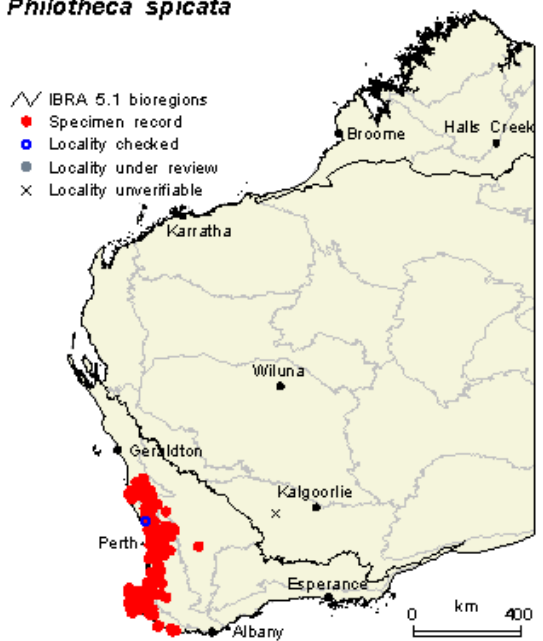 Philotheca spicata
IBRA 5.1 bioregions
Specimen record
Locality checked
Locality under review
Locality unverifiable
Broome
Halls Creek
Karratha
Wiluna
Geraldton
Kalgoorlie
Perth
Esperance
Albany
0 km 400